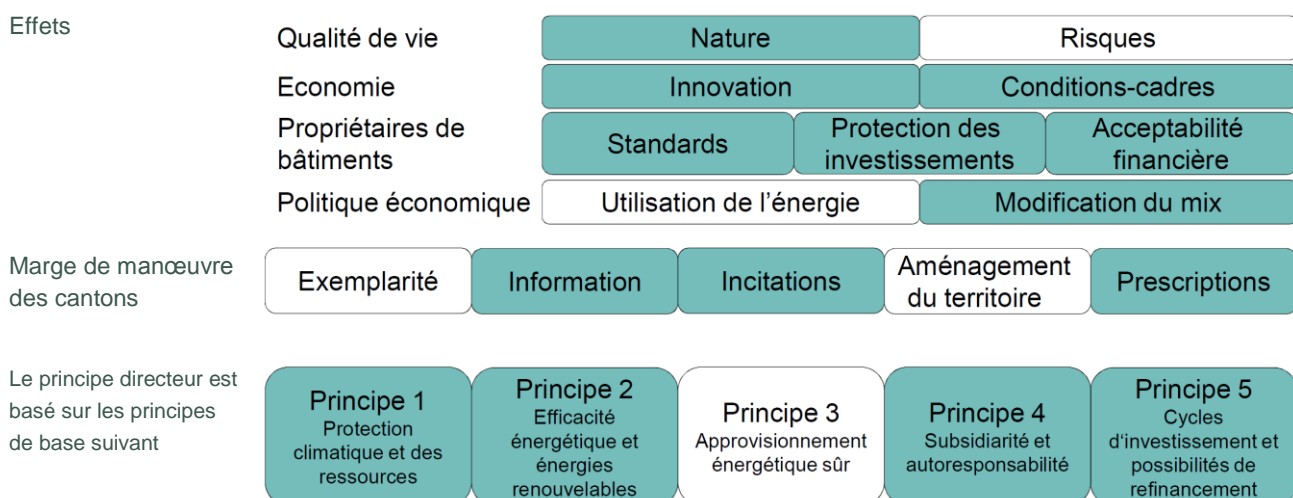 Effets
Qualité de vie
Nature
Risques
Economie
Innovation
Conditions-cadres
Propriétaires de
bâtiments
Standards
Protection des
investissements
Acceptabilité
financière
Politique économique
Utilisation de l'énergie
Modification du mix
Marge de manœuvre
des cantons
Exemplarité
Information
Incitations
Aménagement
du territoire
Prescriptions
Le principe directeur est
basé sur les principes
de base suivant
Principe 1
Protection
climatique et des
ressources
Principe 2
Efficacité
énergétique et
énergies
renouvelables
Principe 3
Approvisionnement
énergétique sûr
Principe 4
Subsidiarité et
autoresponsabilité
Principe 5
Cycles
d‘investissement et
possibilités de
refinancement